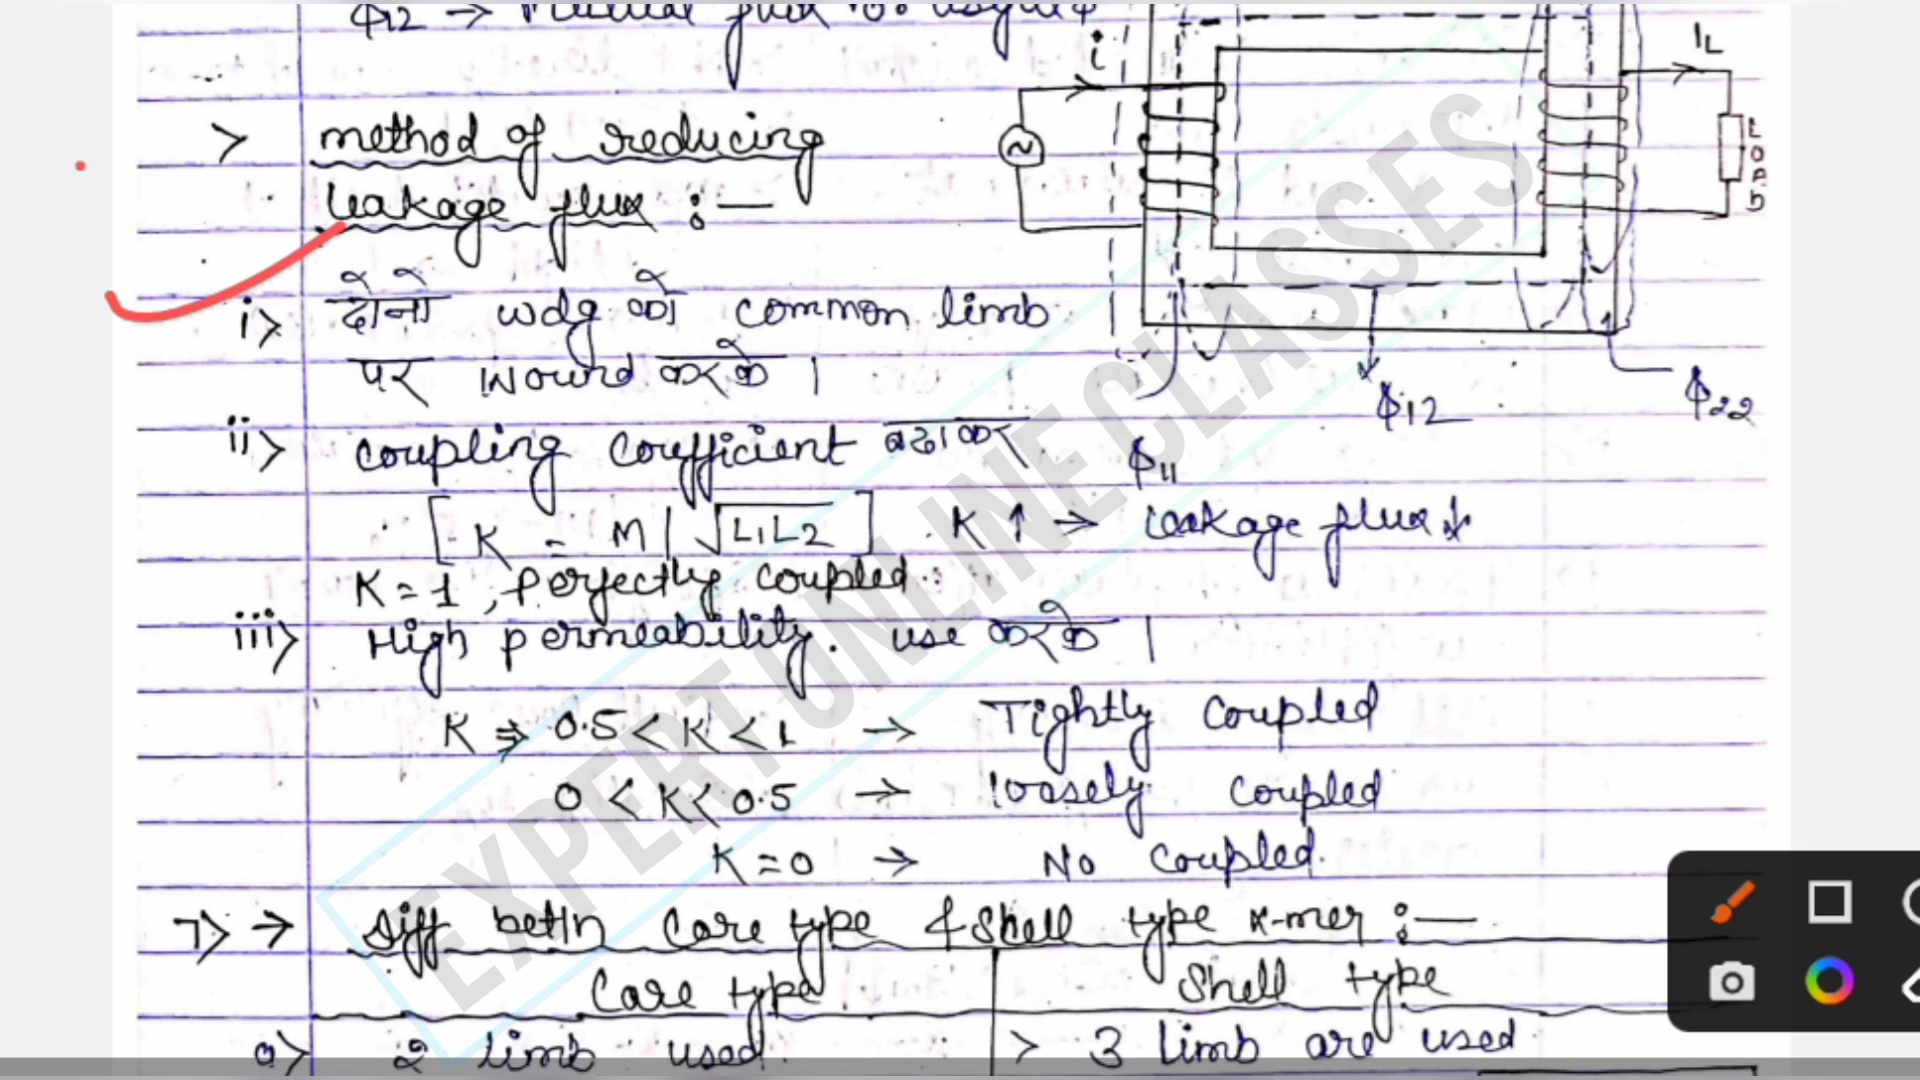 Φ12 → Mutual flux
> method of reducing
leakage flux :—
i> दोनो wdg को common limb
पर wound करके |
ii> coupling coefficient बढ़ाकर
[K = M | √L1L2] K ↑ → leakage flux ↓
K = 1, perfectly coupled.
iii> High permeability. use करके |
K ⇒ 0.5 < K < 1 → Tightly coupled
0 < K < 0.5 → loosely coupled
K = 0 → No coupled.
7> → Diff betn Core type & Shell type x-mer :—
Core type Shell type
a> 2 limb used > 3 limb are used
i
IL
LOAD
Φ12
Φ22
Φ11
EXPERT ONLINE CLASSES